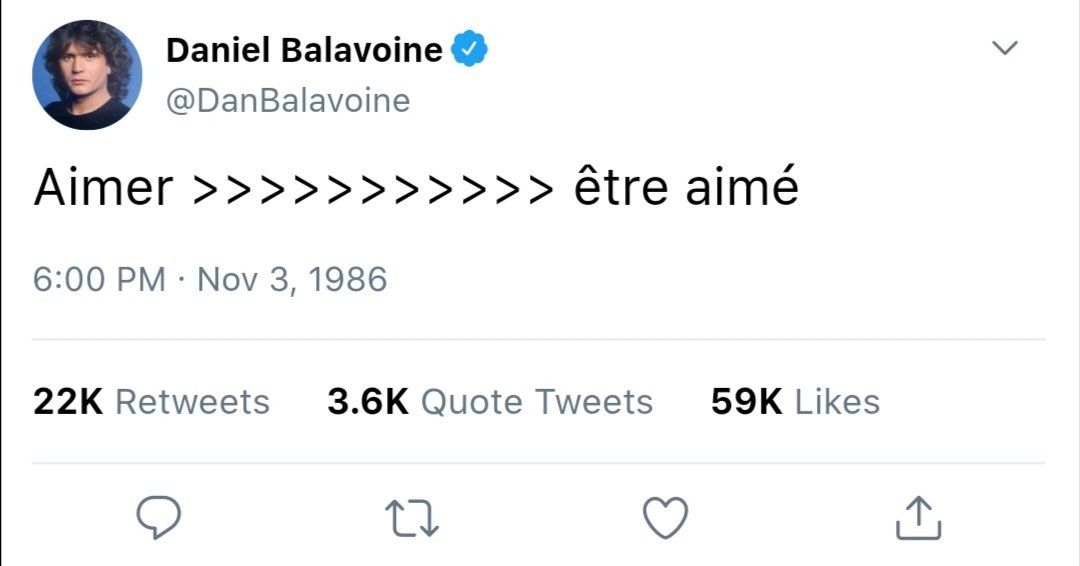 Daniel Balavoine
@DanBalavoine
Aimer >>>>>>>>>>> être aimé
6:00 PM · Nov 3, 1986
22K Retweets 3.6K Quote Tweets 59K Likes